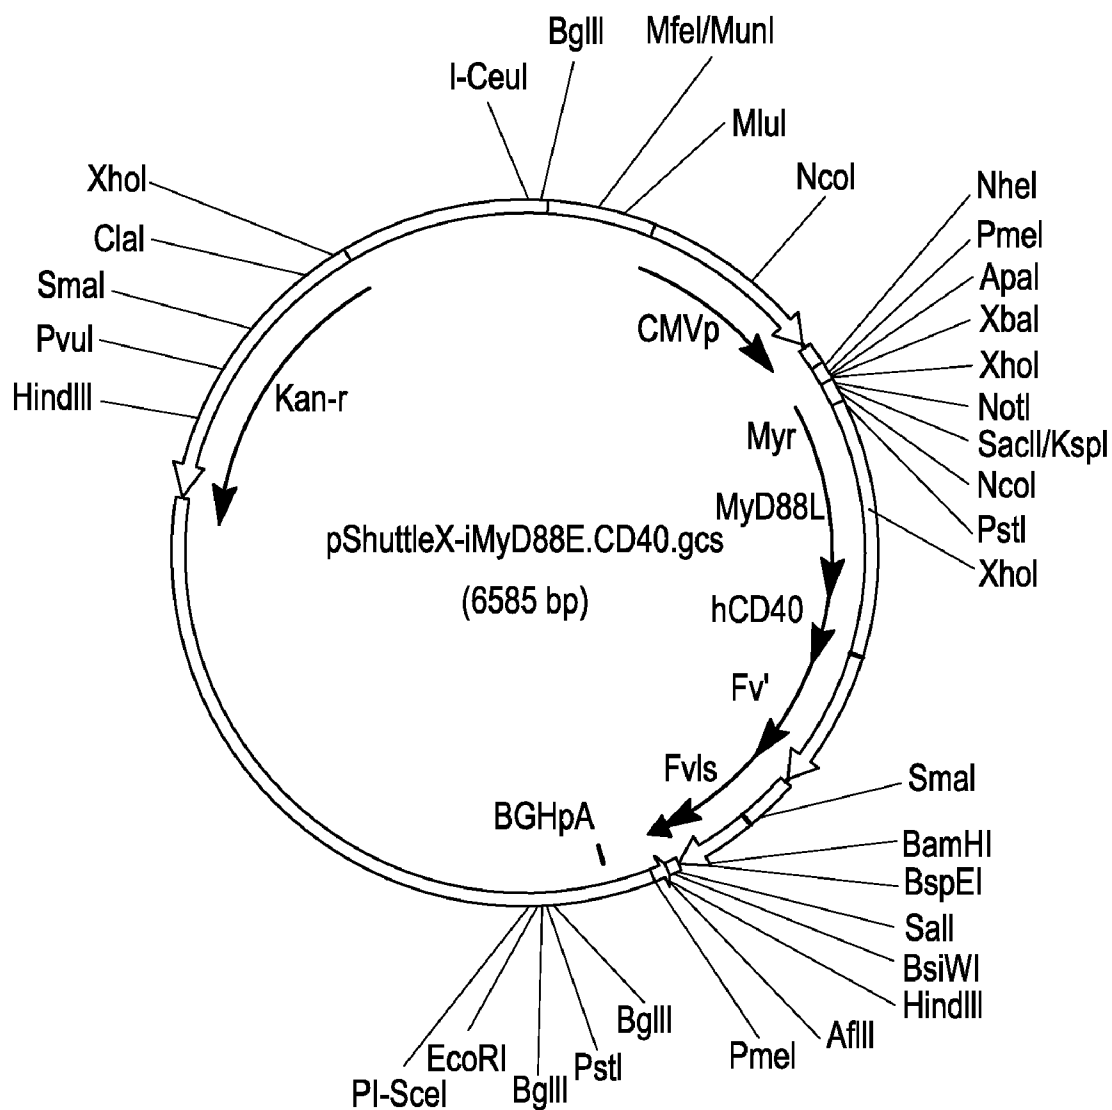 BglII
MfeI/MunI
I-CeuI
MluI
XhoI
NcoI
NheI
ClaI
PmeI
ApaI
SmaI
XbaI
CMVp
PvuI
XhoI
HindIII
Kan-r
NotI
Myr
SacII/KspI
NcoI
MyD88L
PstI
pShuttleX-iMyD88E.CD40.gcs
XhoI
(6585 bp)
hCD40
Fv'
Fvls
SmaI
BGHpA
BamHI
BspEI
SalI
BsiWI
HindIII
BglII
AflII
EcoRI
PstI
PmeI
PI-SceI
BglII